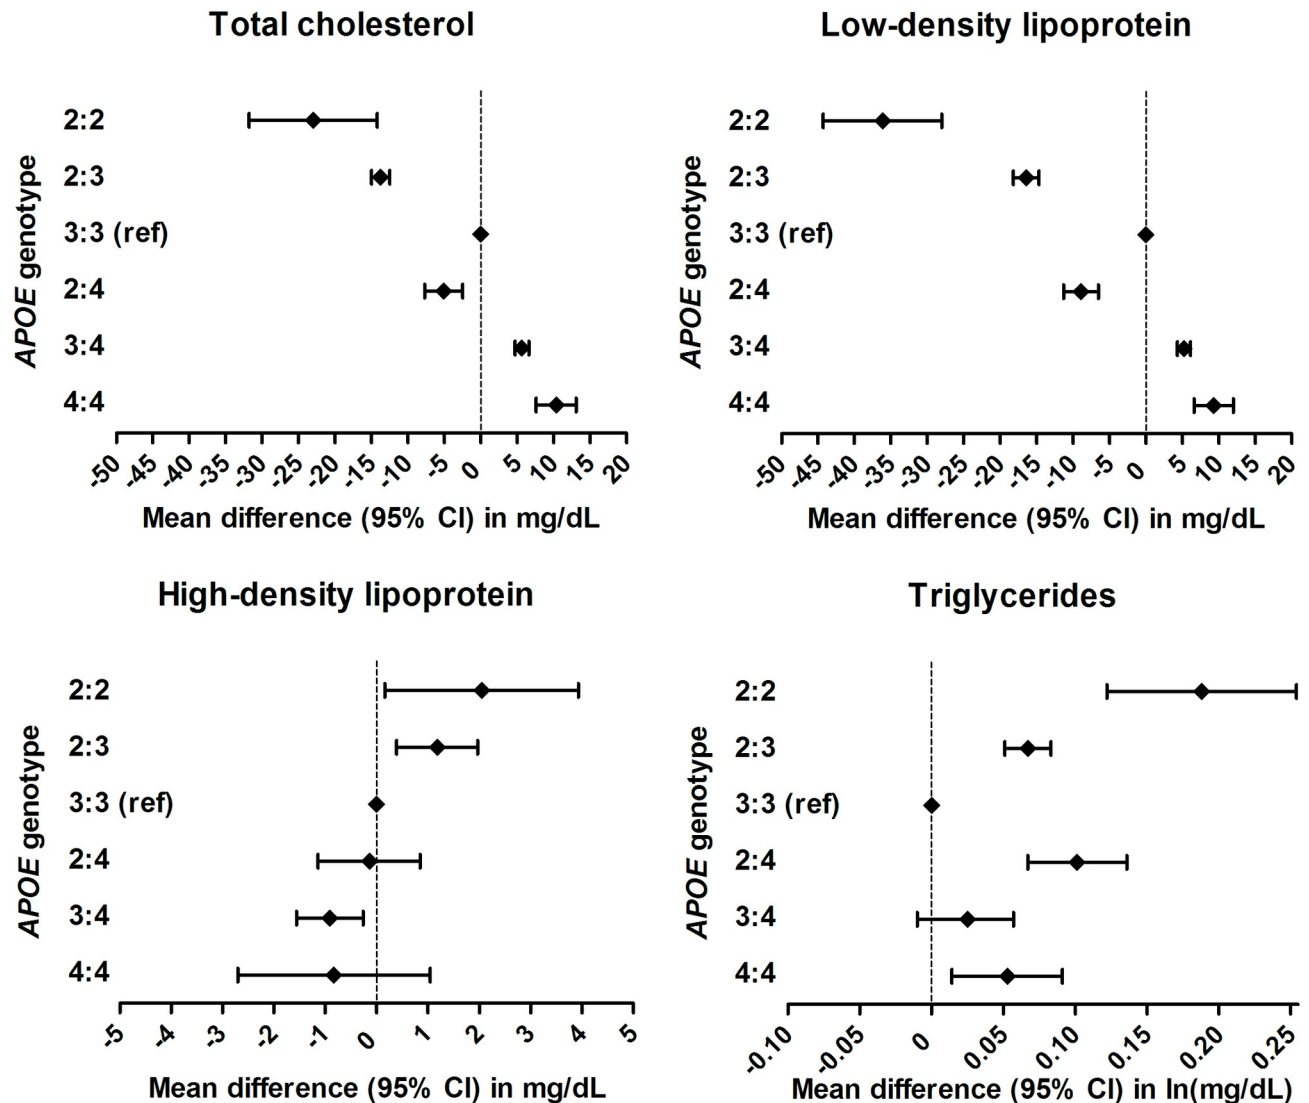 Total cholesterol
APOE genotype
2:2
2:3
3:3 (ref)
2:4
3:4
4:4
-50 -45 -40 -35 -30 -25 -20 -15 -10 -5 0 5 10 15 20
Mean difference (95% CI) in mg/dL
Low-density lipoprotein
APOE genotype
2:2
2:3
3:3 (ref)
2:4
3:4
4:4
-50 -45 -40 -35 -30 -25 -20 -15 -10 -5 0 5 10 15 20
Mean difference (95% CI) in mg/dL
High-density lipoprotein
APOE genotype
2:2
2:3
3:3 (ref)
2:4
3:4
4:4
-5 -4 -3 -2 -1 0 1 2 3 4 5
Mean difference (95% CI) in mg/dL
Triglycerides
APOE genotype
2:2
2:3
3:3 (ref)
2:4
3:4
4:4
-0.10 -0.05 0 0.05 0.10 0.15 0.20 0.25
Mean difference (95% CI) in ln(mg/dL)